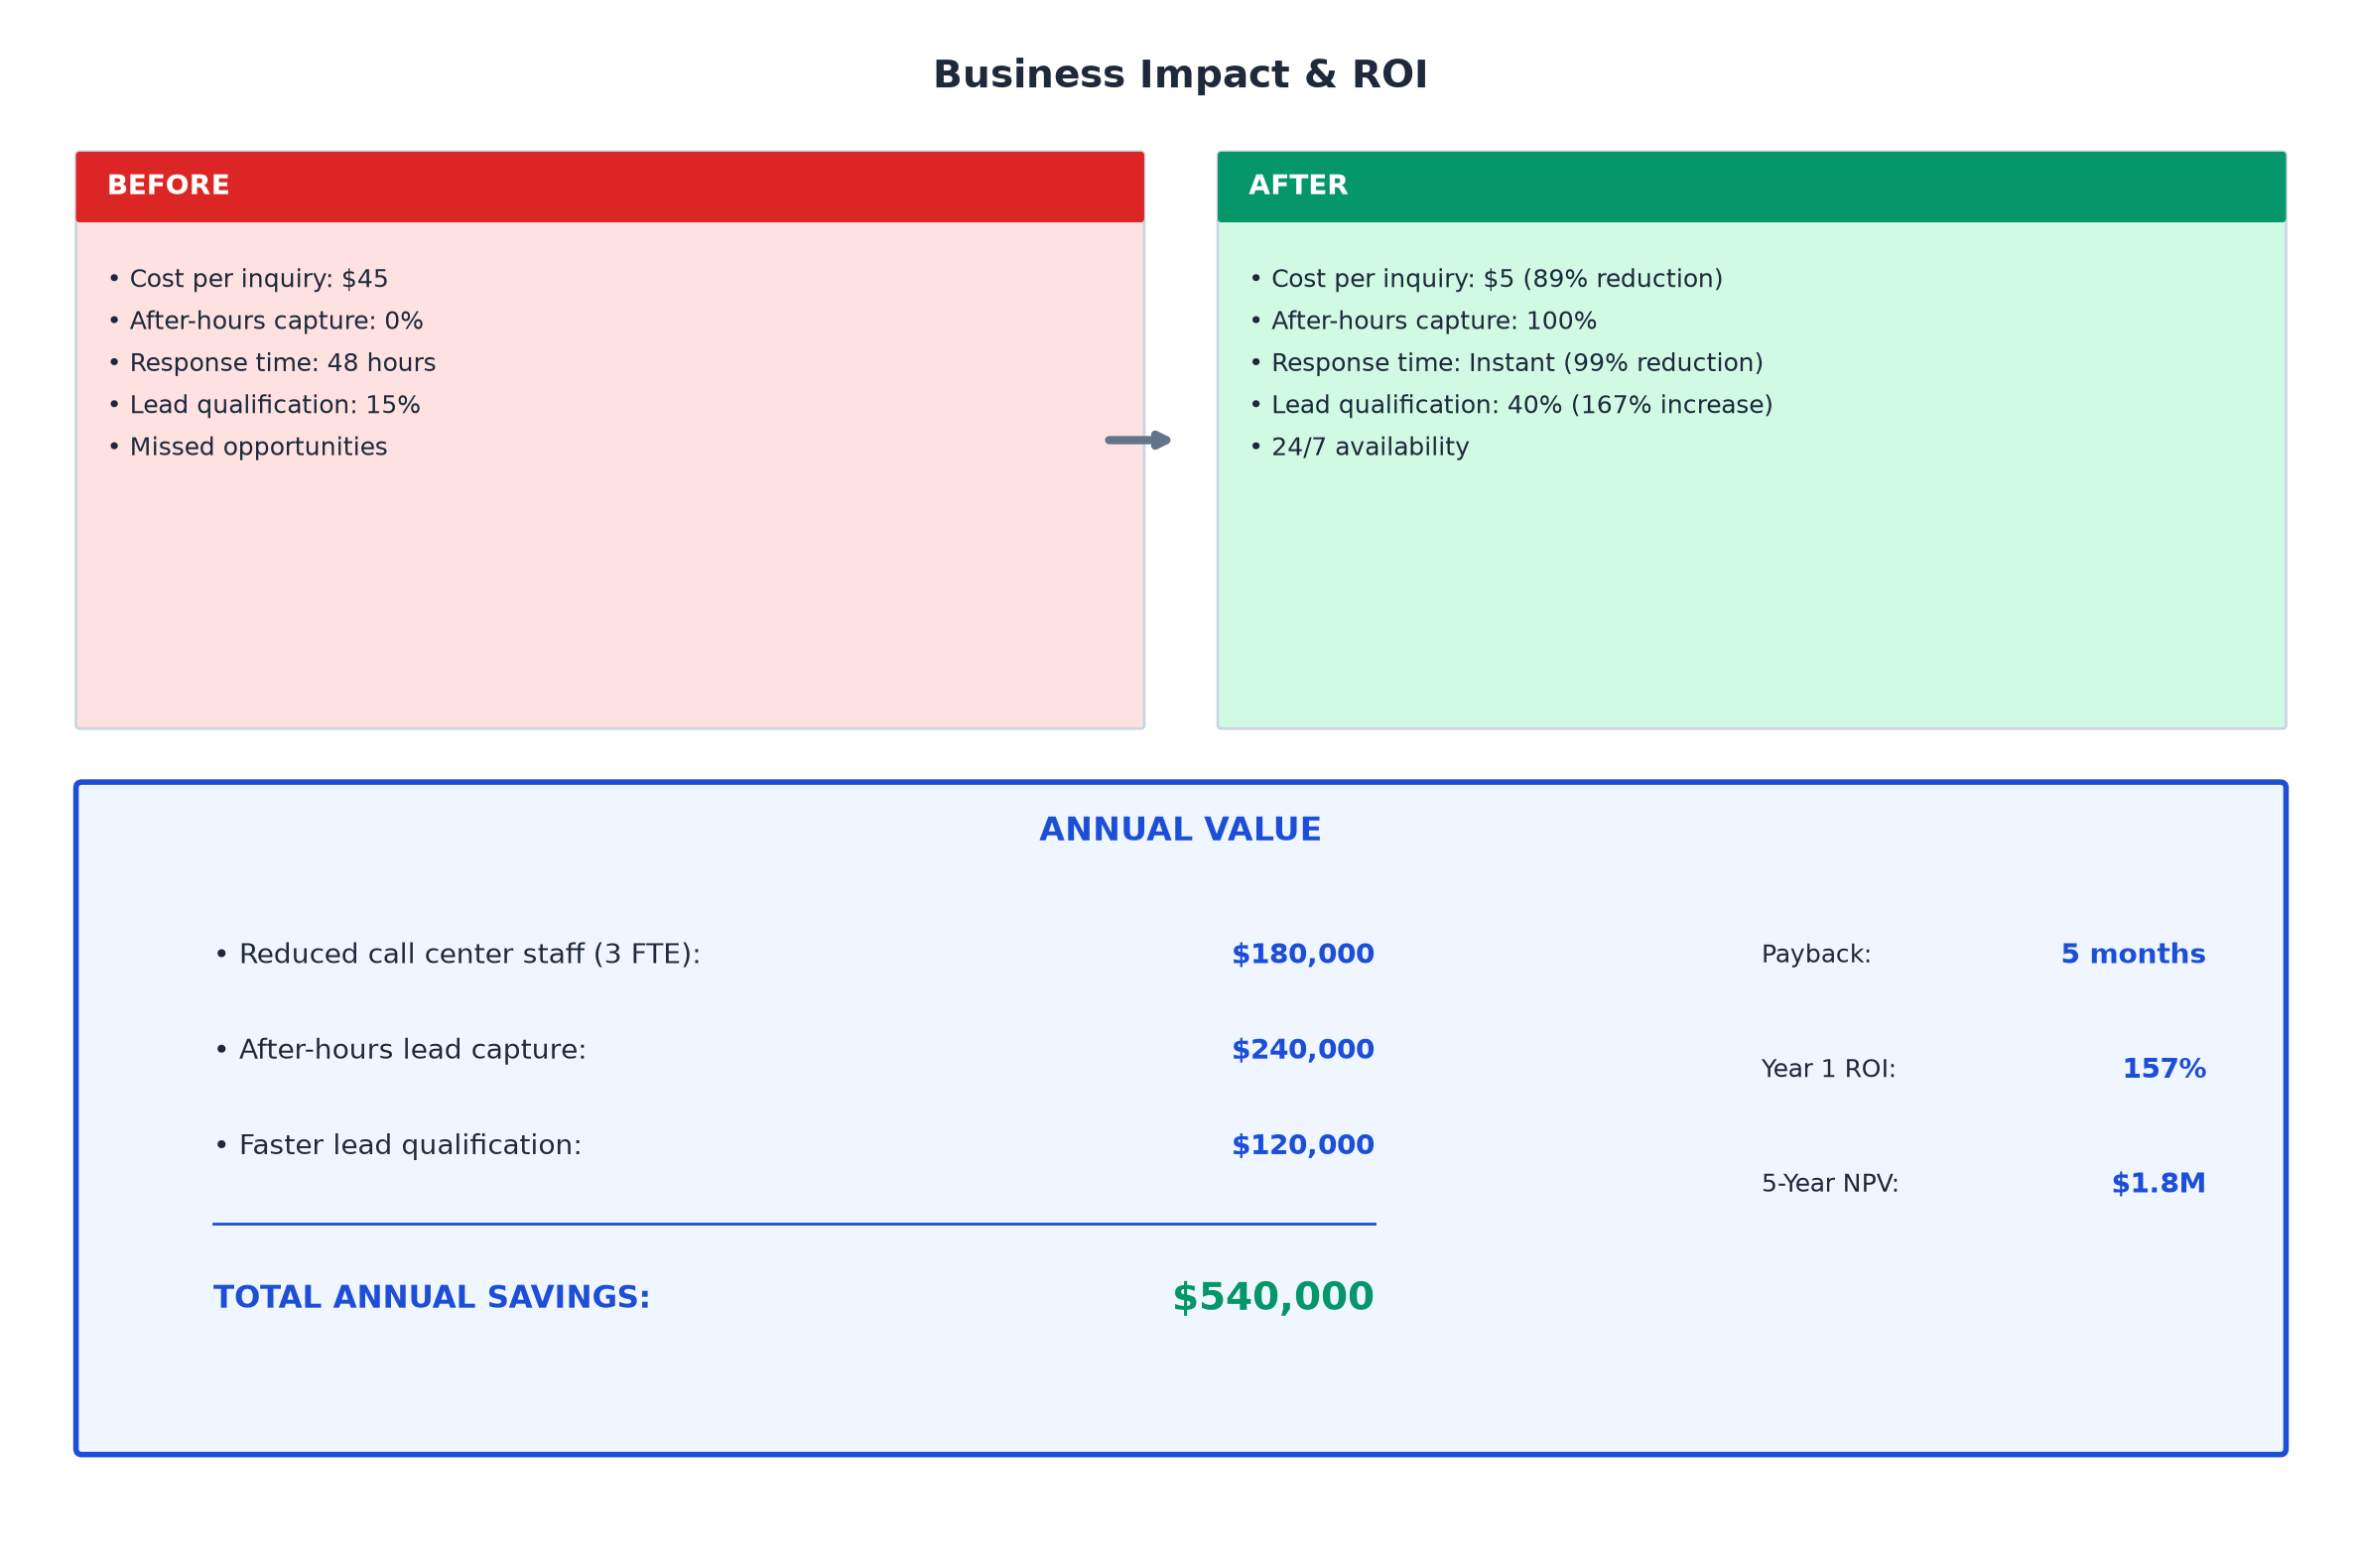 Business Impact & ROI
BEFORE
• Cost per inquiry: $45
• After-hours capture: 0%
• Response time: 48 hours
• Lead qualification: 15%
• Missed opportunities
AFTER
• Cost per inquiry: $5 (89% reduction)
• After-hours capture: 100%
• Response time: Instant (99% reduction)
• Lead qualification: 40% (167% increase)
• 24/7 availability
ANNUAL VALUE
• Reduced call center staff (3 FTE): $180,000
• After-hours lead capture: $240,000
• Faster lead qualification: $120,000
TOTAL ANNUAL SAVINGS: $540,000
Payback: 5 months
Year 1 ROI: 157%
5-Year NPV: $1.8M